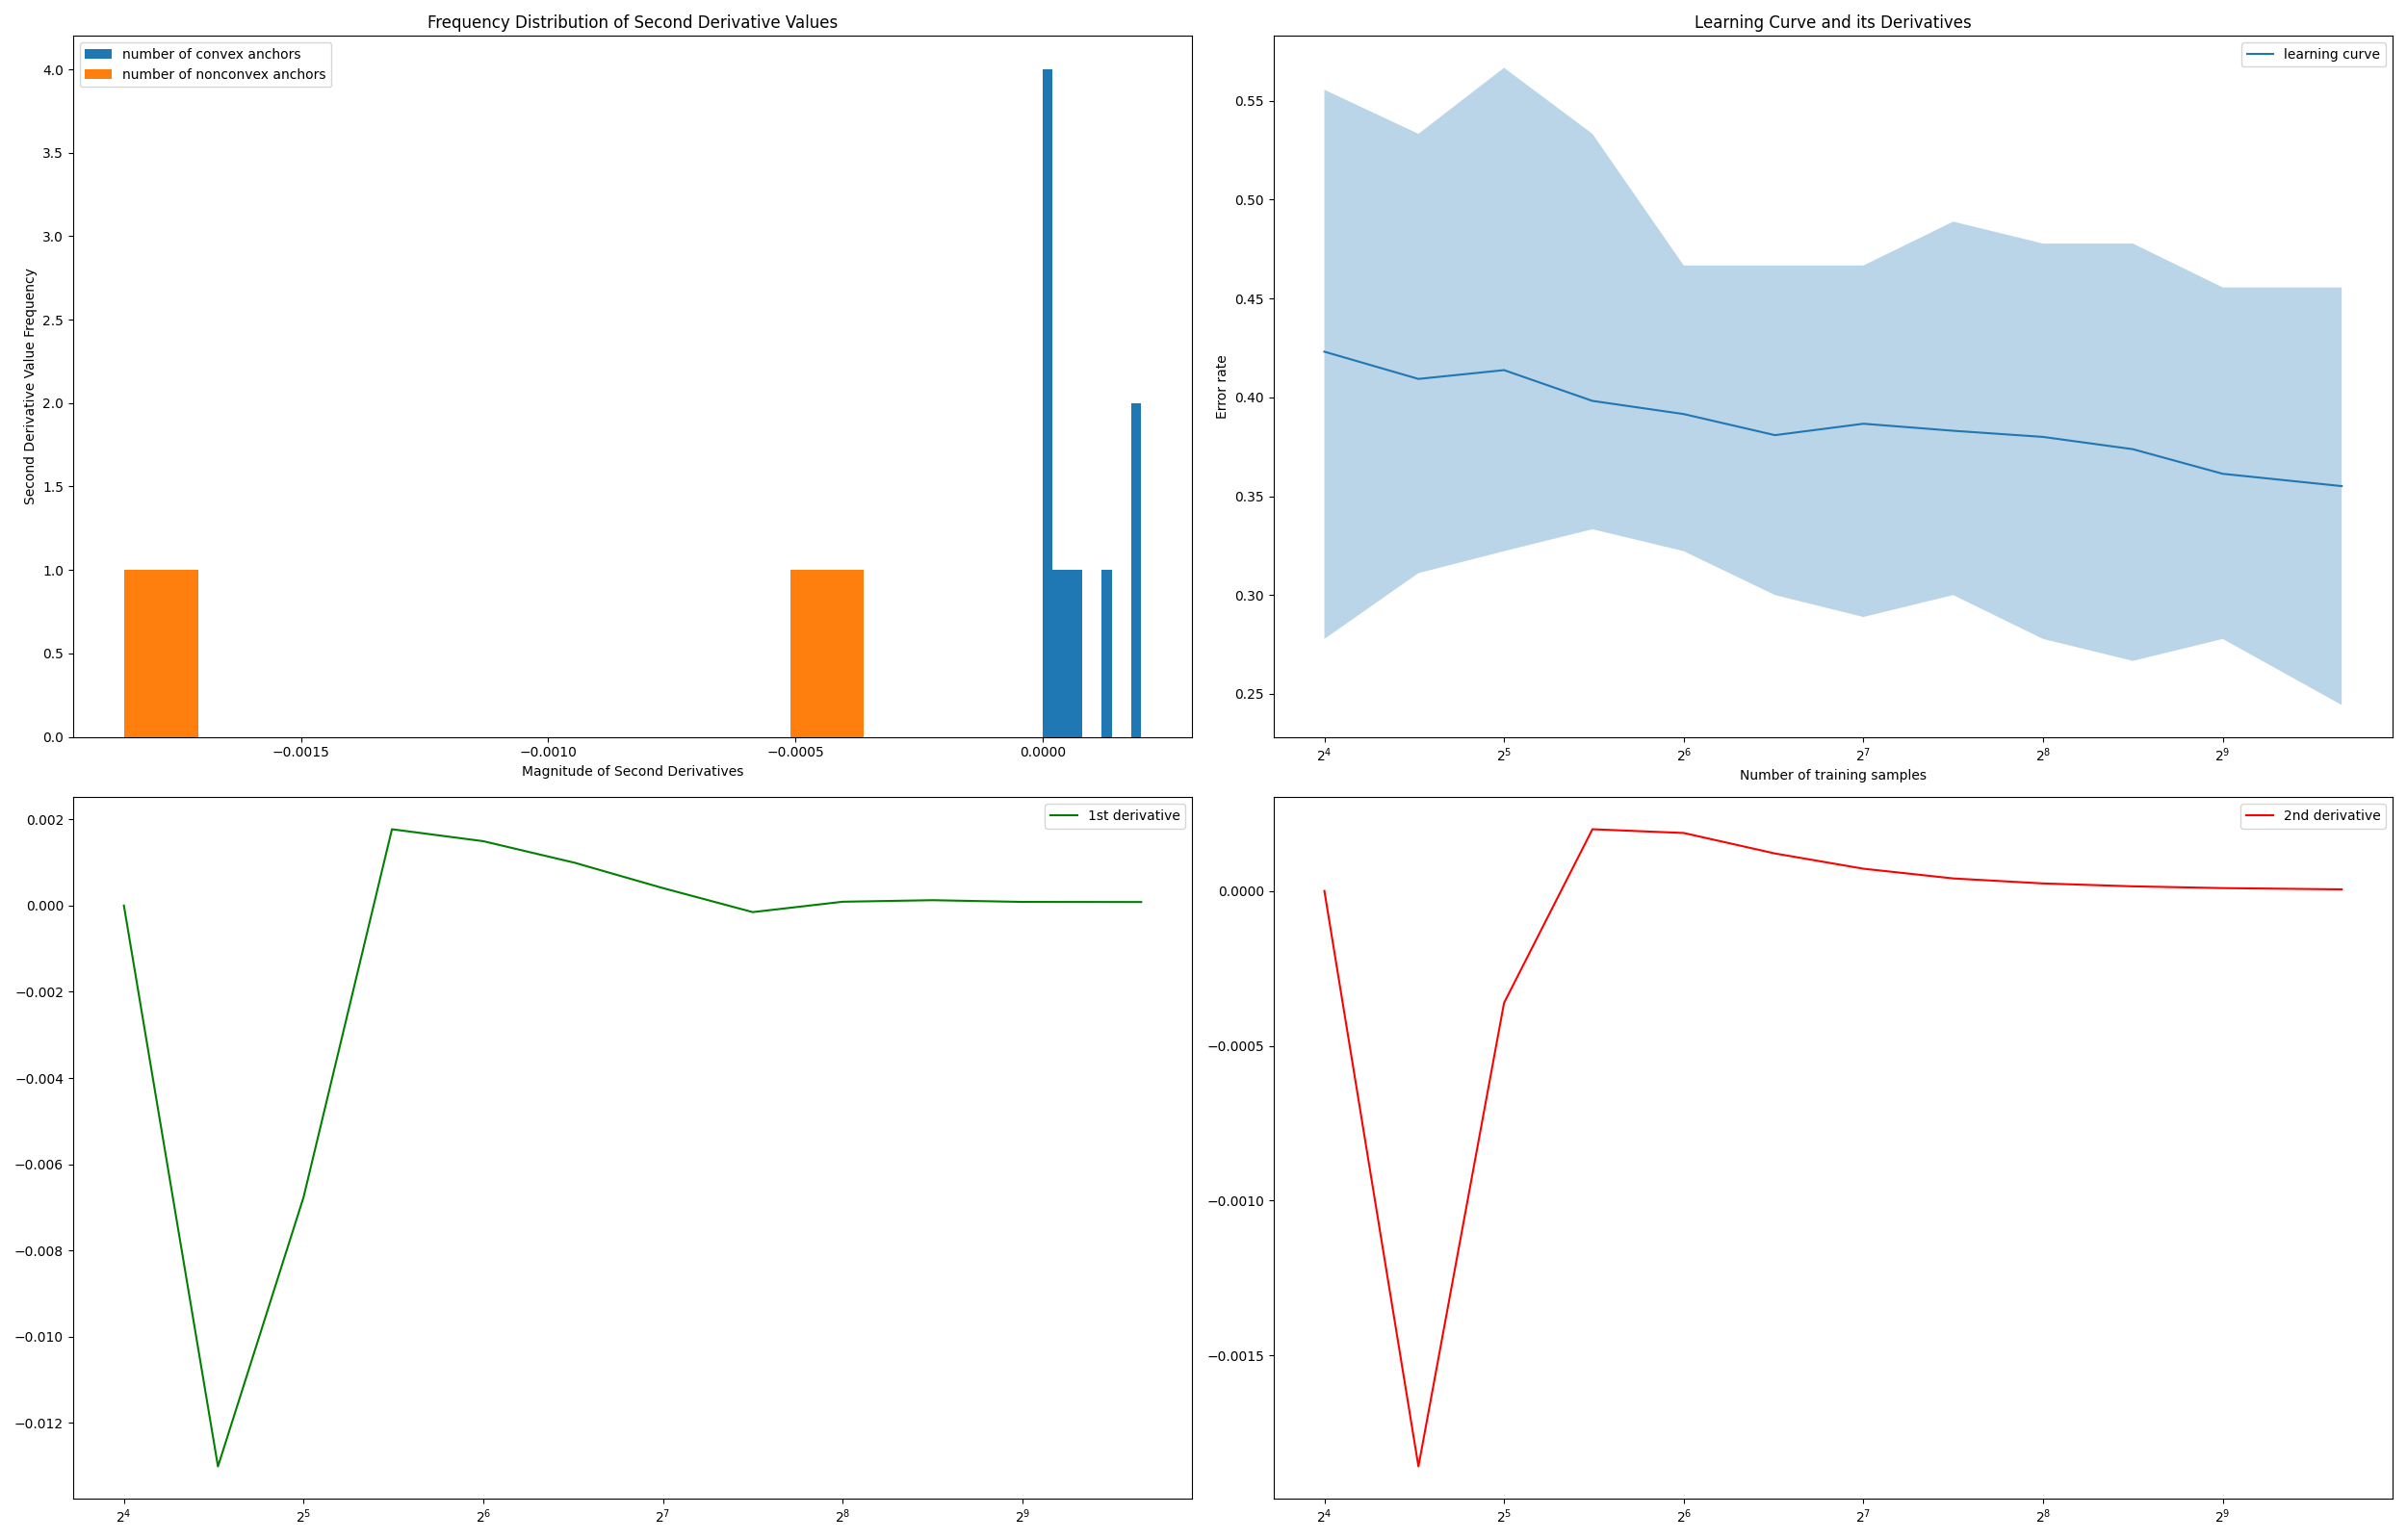 Frequency Distribution of Second Derivative Values
number of convex anchors
number of nonconvex anchors
Second Derivative Value Frequency
4.0
3.5
3.0
2.5
2.0
1.5
1.0
0.5
0.0
−0.0015 −0.0010 −0.0005 0.0000
Magnitude of Second Derivatives
Learning Curve and its Derivatives
learning curve
Error rate
0.55
0.50
0.45
0.40
0.35
0.30
0.25
2⁴ 2⁵ 2⁶ 2⁷ 2⁸ 2⁹
Number of training samples
1st derivative
0.002
0.000
−0.002
−0.004
−0.006
−0.008
−0.010
−0.012
2⁴ 2⁵ 2⁶ 2⁷ 2⁸ 2⁹
2nd derivative
0.0000
−0.0005
−0.0010
−0.0015
2⁴ 2⁵ 2⁶ 2⁷ 2⁸ 2⁹